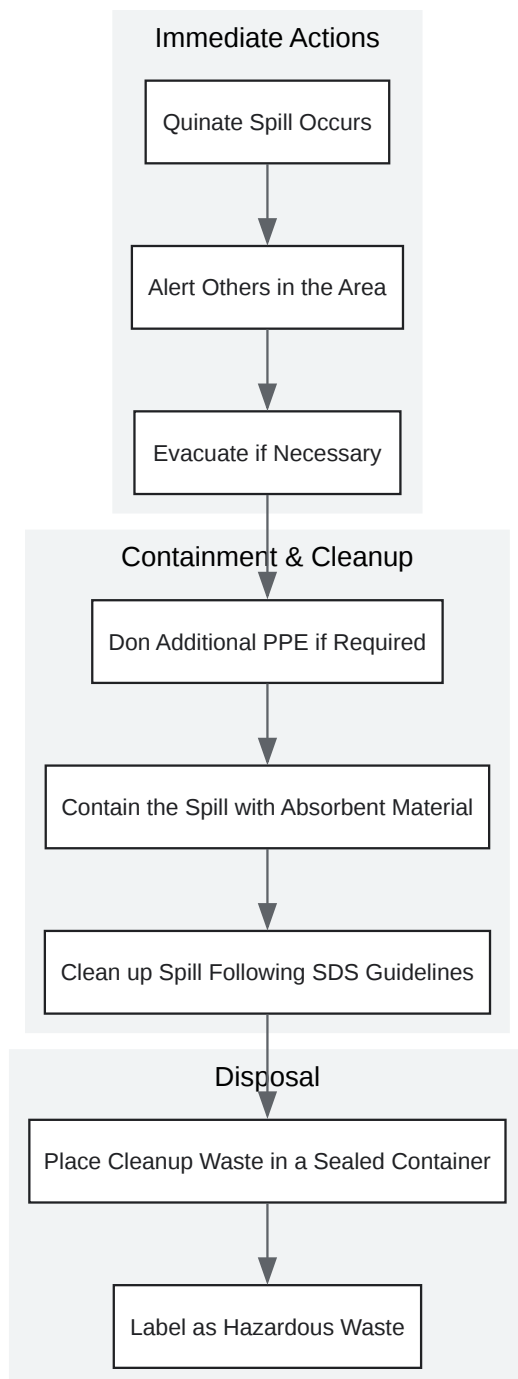 Immediate Actions
Quinate Spill Occurs
Alert Others in the Area
Evacuate if Necessary
Containment & Cleanup
Don Additional PPE if Required
Contain the Spill with Absorbent Material
Clean up Spill Following SDS Guidelines
Disposal
Place Cleanup Waste in a Sealed Container
Label as Hazardous Waste